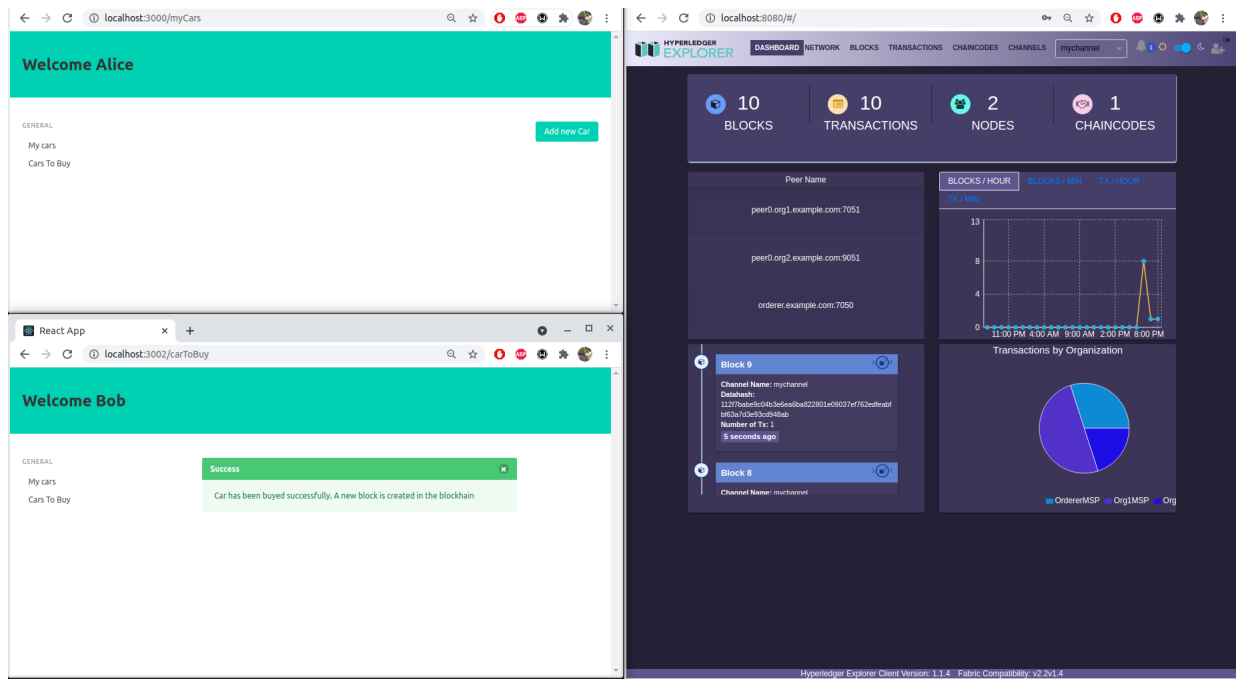 localhost:3000/myCars
Welcome Alice
GENERAL
My cars
Cars To Buy
Add new Car
React App
localhost:3002/carToBuy
Welcome Bob
GENERAL
My cars
Cars To Buy
Success
Car has been buyed successfully, A new block is created in the blockhain
localhost:8080/#/
HYPERLEDGER
EXPLORER
DASHBOARD NETWORK BLOCKS TRANSACTIONS CHAINCODES CHANNELS mychannel 1
10 10 2 1
BLOCKS TRANSACTIONS NODES CHAINCODES
Peer Name
peer0.org1.example.com:7051
peer0.org2.example.com:9051
orderer.example.com:7050
BLOCKS / HOUR BLOCKS / MIN TX / HOUR
TX / MIN
13
8
4
0
11:00 PM 4:00 AM 9:00 AM 2:00 PM 8:00 PM
Block 9
Channel Name: mychannel
Datahash:
112f7babe9c04b3e6ea6ba822801e09037ef762edfeabf
bf63a7d3e93cd948ab
Number of Tx: 1
5 seconds ago
Block 8
Channel Name: mychannel
Transactions by Organization
OrdererMSP Org1MSP Org
Hyperledger Explorer Client Version: 1.1.4 Fabric Compatibility: v2.2v1.4